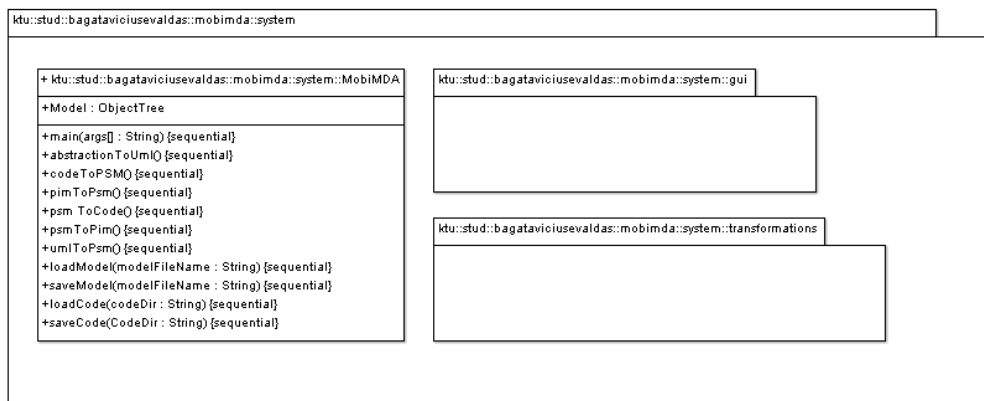 ktu::stud::bagataviciusevaldas::mobimda::system
+ ktu::stud::bagataviciusevaldas::mobimda::system::MobiMDA
+Model : ObjectTree
+main(args[] : String) {sequential}
+abstractionToUml() {sequential}
+codeToPSM() {sequential}
+pimToPsm() {sequential}
+psm ToCode() {sequential}
+psmToPim() {sequential}
+umlToPsm() {sequential}
+loadModel(modelFileName : String) {sequential}
+saveModel(modelFileName : String) {sequential}
+loadCode(codeDir : String) {sequential}
+saveCode(CodeDir : String) {sequential}
ktu::stud::bagataviciusevaldas::mobimda::system::gui
ktu::stud::bagataviciusevaldas::mobimda::system::transformations